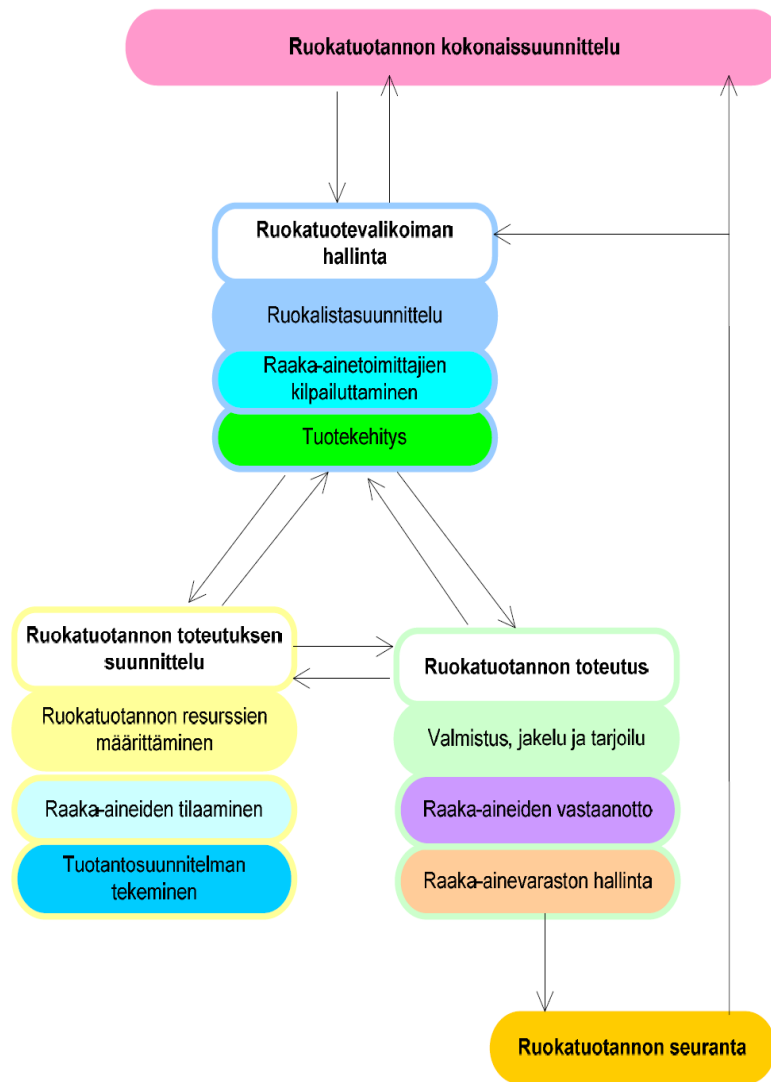 Ruokatuotannon kokonaissuunnittelu
Ruokatuotevalikoiman
hallinta
Ruokalistasuunnittelu
Raaka-ainetoimittajien
kilpailuttaminen
Tuotekehitys
Ruokatuotannon toteutuksen
suunnittelu
Ruokatuotannon resurssien
määrittäminen
Raaka-aineiden tilaaminen
Tuotantosuunnitelman
tekeminen
Ruokatuotannon toteutus
Valmistus, jakelu ja tarjoilu
Raaka-aineiden vastaanotto
Raaka-ainevaraston hallinta
Ruokatuotannon seuranta